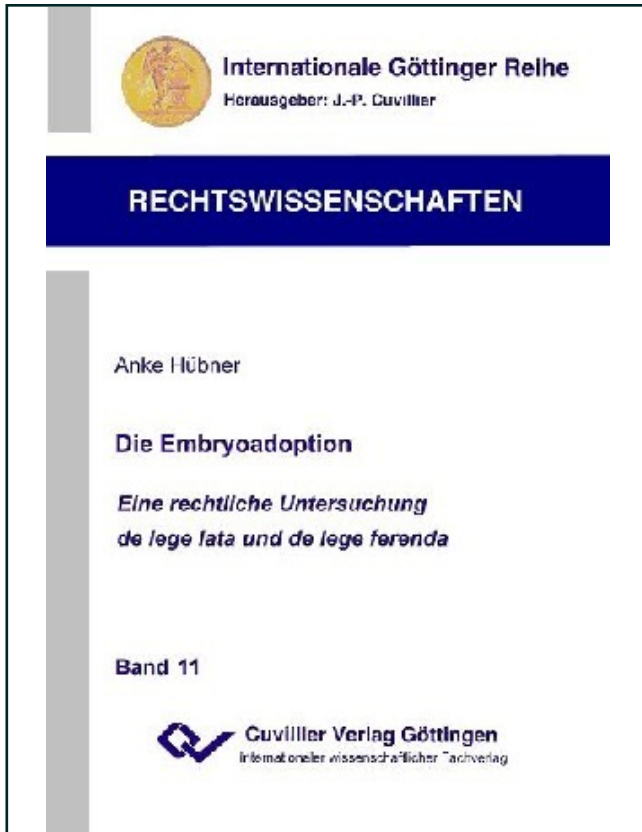 Internationale Göttinger Reihe
Herausgeber: J.-P. Cuvillier
RECHTSWISSENSCHAFTEN
Anke Hübner
Die Embryoadoption
Eine rechtliche Untersuchung
de lege lata und de lege ferenda
Band 11
Cuvillier Verlag Göttingen
Internationaler wissenschaftlicher Fachverlag